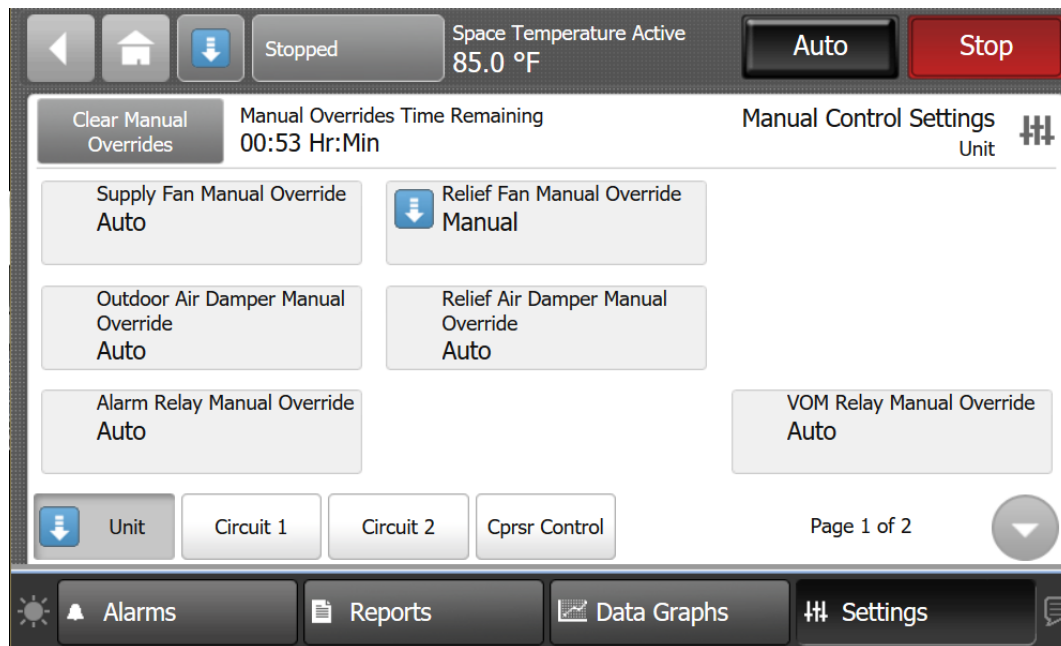 Stopped
Space Temperature Active
85.0 °F
Auto
Stop
Clear Manual
Overrides
Manual Overrides Time Remaining
00:53 Hr:Min
Manual Control Settings
Unit
Supply Fan Manual Override
Auto
Relief Fan Manual Override
Manual
Outdoor Air Damper Manual
Override
Auto
Relief Air Damper Manual
Override
Auto
Alarm Relay Manual Override
Auto
VOM Relay Manual Override
Auto
Unit
Circuit 1
Circuit 2
Cprsr Control
Page 1 of 2
Alarms
Reports
Data Graphs
Settings